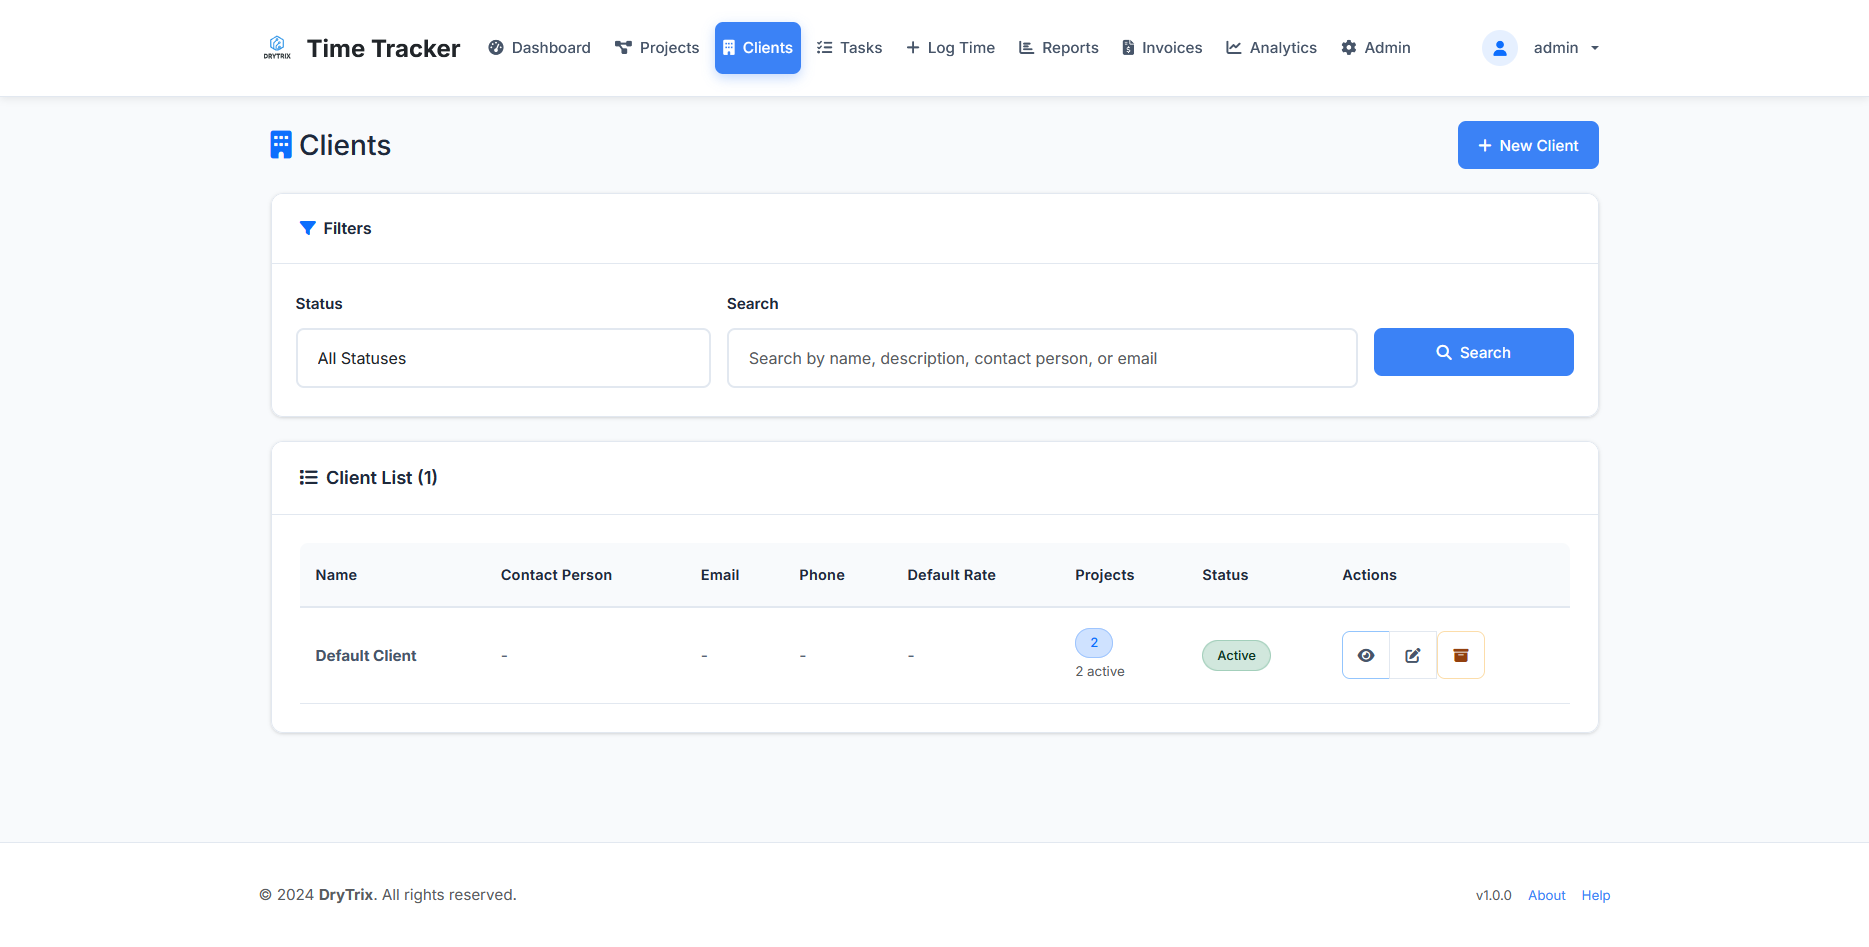 DRYTRIX Time Tracker Dashboard Projects Clients Tasks Log Time Reports Invoices Analytics Admin admin
Clients
New Client
Filters
Status Search
All Statuses Search by name, description, contact person, or email Search
Client List (1)
Name Contact Person Email Phone Default Rate Projects Status Actions
Default Client - - - - 2 Active
2 active
© 2024 DryTrix. All rights reserved. v1.0.0 About Help